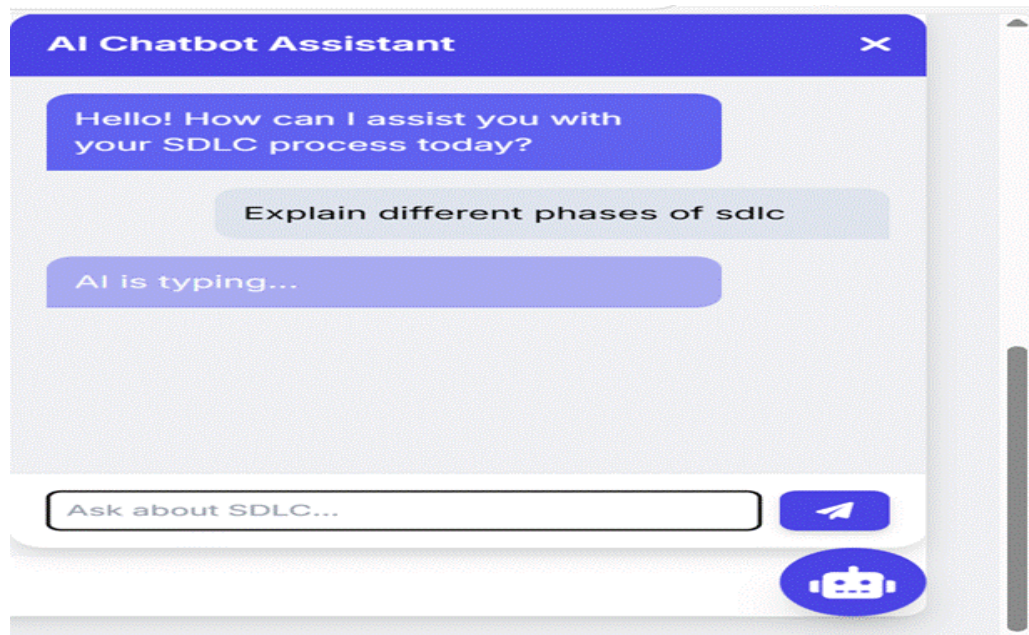 AI Chatbot Assistant
Hello! How can I assist you with
your SDLC process today?
Explain different phases of sdlc
AI is typing...
Ask about SDLC...